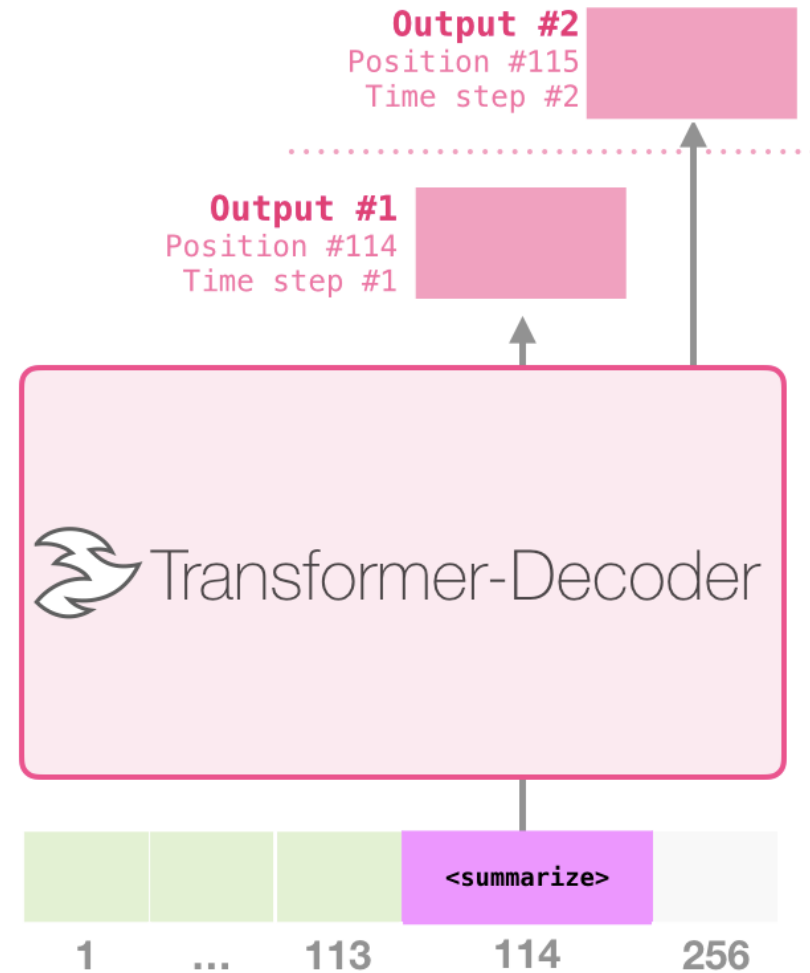 Output #2
Position #115
Time step #2
Output #1
Position #114
Time step #1
Transformer-Decoder
<summarize>
1 ... 113 114 256